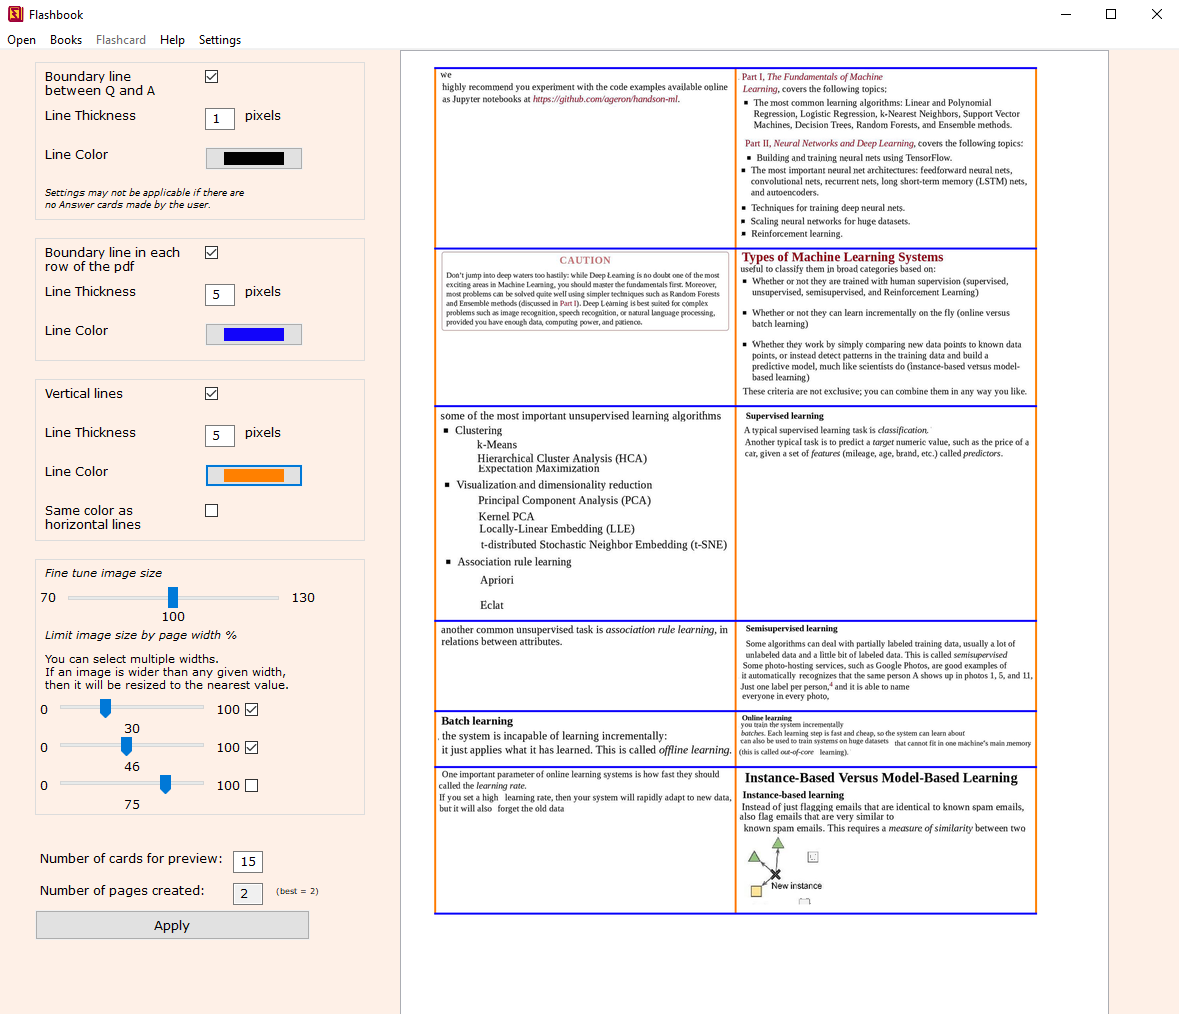 Flashbook
Open Books Flashcard Help Settings
Boundary line
between Q and A
Line Thickness 1 pixels
Line Color
Settings may not be applicable if there are
no Answer cards made by the user.
Boundary line in each
row of the pdf
Line Thickness 5 pixels
Line Color
Vertical lines
Line Thickness 5 pixels
Line Color
Same color as
horizontal lines
Fine tune image size
70 130
100
Limit image size by page width %
You can select multiple widths.
If an image is wider than any given width,
then it will be resized to the nearest value.
0 100
30
0 100
46
0 100
75
Number of cards for preview: 15
Number of pages created: 2 (best = 2)
Apply
we
highly recommend you experiment with the code examples available online
as Jupyter notebooks at https://github.com/ageron/handson-ml.
Part I, The Fundamentals of Machine
Learning, covers the following topics:
▪ The most common learning algorithms: Linear and Polynomial
Regression, Logistic Regression, k-Nearest Neighbors, Support Vector
Machines, Decision Trees, Random Forests, and Ensemble methods.
Part II, Neural Networks and Deep Learning, covers the following topics:
▪ Building and training neural nets using TensorFlow.
▪ The most important neural net architectures: feedforward neural nets,
convolutional nets, recurrent nets, long short-term memory (LSTM) nets,
and autoencoders.
▪ Techniques for training deep neural nets.
▪ Scaling neural networks for huge datasets.
▪ Reinforcement learning.
CAUTION
Don't jump into deep waters too hastily: while Deep Learning is no doubt one of the most
exciting areas in Machine Learning, you should master the fundamentals first. Moreover,
most problems can be solved quite well using simpler techniques such as Random Forests
and Ensemble methods (discussed in Part I). Deep Learning is best suited for complex
problems such as image recognition, speech recognition, or natural language processing,
provided you have enough data, computing power, and patience.
Types of Machine Learning Systems
useful to classify them in broad categories based on:
▪ Whether or not they are trained with human supervision (supervised,
unsupervised, semisupervised, and Reinforcement Learning)
▪ Whether or not they can learn incrementally on the fly (online versus
batch learning)
▪ Whether they work by simply comparing new data points to known data
points, or instead detect patterns in the training data and build a
predictive model, much like scientists do (instance-based versus model-
based learning)
These criteria are not exclusive; you can combine them in any way you like.
some of the most important unsupervised learning algorithms
▪ Clustering
k-Means
Hierarchical Cluster Analysis (HCA)
Expectation Maximization
▪ Visualization and dimensionality reduction
Principal Component Analysis (PCA)
Kernel PCA
Locally-Linear Embedding (LLE)
t-distributed Stochastic Neighbor Embedding (t-SNE)
▪ Association rule learning
Apriori
Eclat
Supervised learning
A typical supervised learning task is classification.
Another typical task is to predict a target numeric value, such as the price of a
car, given a set of features (mileage, age, brand, etc.) called predictors.
another common unsupervised task is association rule learning, in
relations between attributes.
Semisupervised learning
Some algorithms can deal with partially labeled training data, usually a lot of
unlabeled data and a little bit of labeled data. This is called semisupervised
Some photo-hosting services, such as Google Photos, are good examples of
it automatically recognizes that the same person A shows up in photos 1, 5, and 11,
Just one label per person,⁴ and it is able to name
everyone in every photo,
Batch learning
the system is incapable of learning incrementally:
it just applies what it has learned. This is called offline learning.
Online learning
you train the system incrementally
batches. Each learning step is fast and cheap, so the system can learn about
can also be used to train systems on huge datasets that cannot fit in one machine's main memory
(this is called out-of-core learning).
One important parameter of online learning systems is how fast they should
called the learning rate.
If you set a high learning rate, then your system will rapidly adapt to new data,
but it will also forget the old data
Instance-Based Versus Model-Based Learning
Instance-based learning
Instead of just flagging emails that are identical to known spam emails,
also flag emails that are very similar to
known spam emails. This requires a measure of similarity between two
New instance